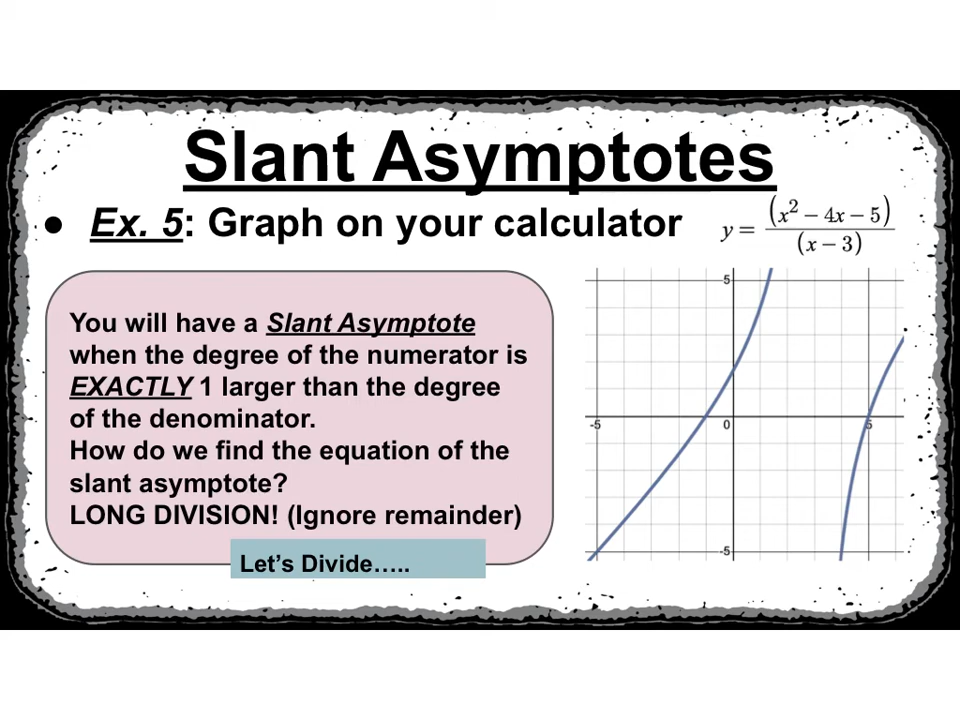 Slant Asymptotes
● Ex. 5: Graph on your calculator y = (x² – 4x – 5) / (x – 3)
You will have a Slant Asymptote
when the degree of the numerator is
EXACTLY 1 larger than the degree
of the denominator.
How do we find the equation of the
slant asymptote?
LONG DIVISION! (Ignore remainder)
Let's Divide…..
5
-5
0
5
-5